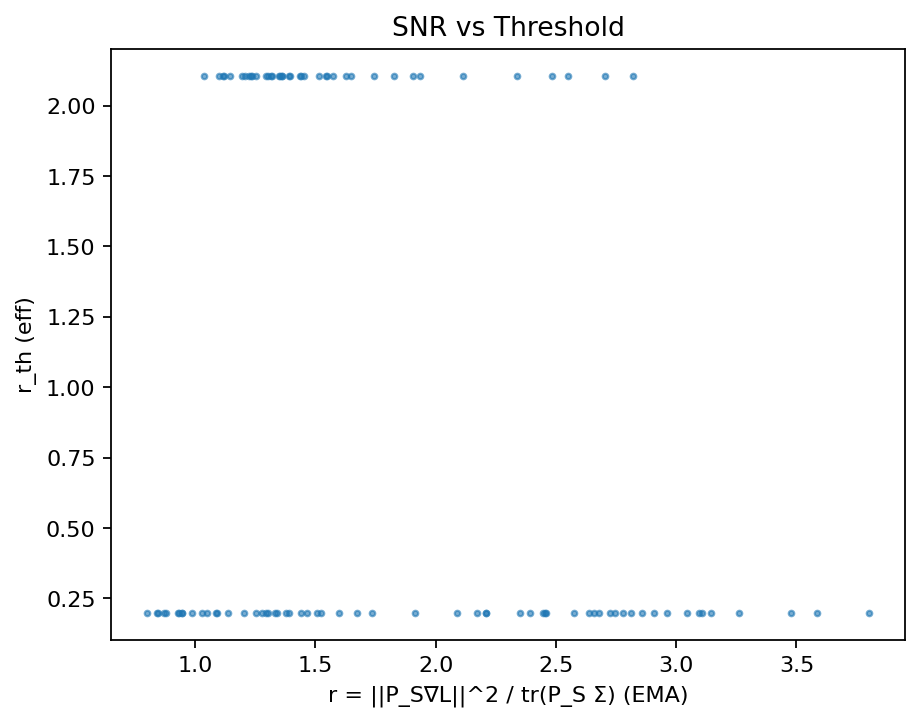 SNR vs Threshold
r_th (eff)
2.00
1.75
1.50
1.25
1.00
0.75
0.50
0.25
1.0 1.5 2.0 2.5 3.0 3.5
r = ||P_S∇L||^2 / tr(P_S Σ) (EMA)